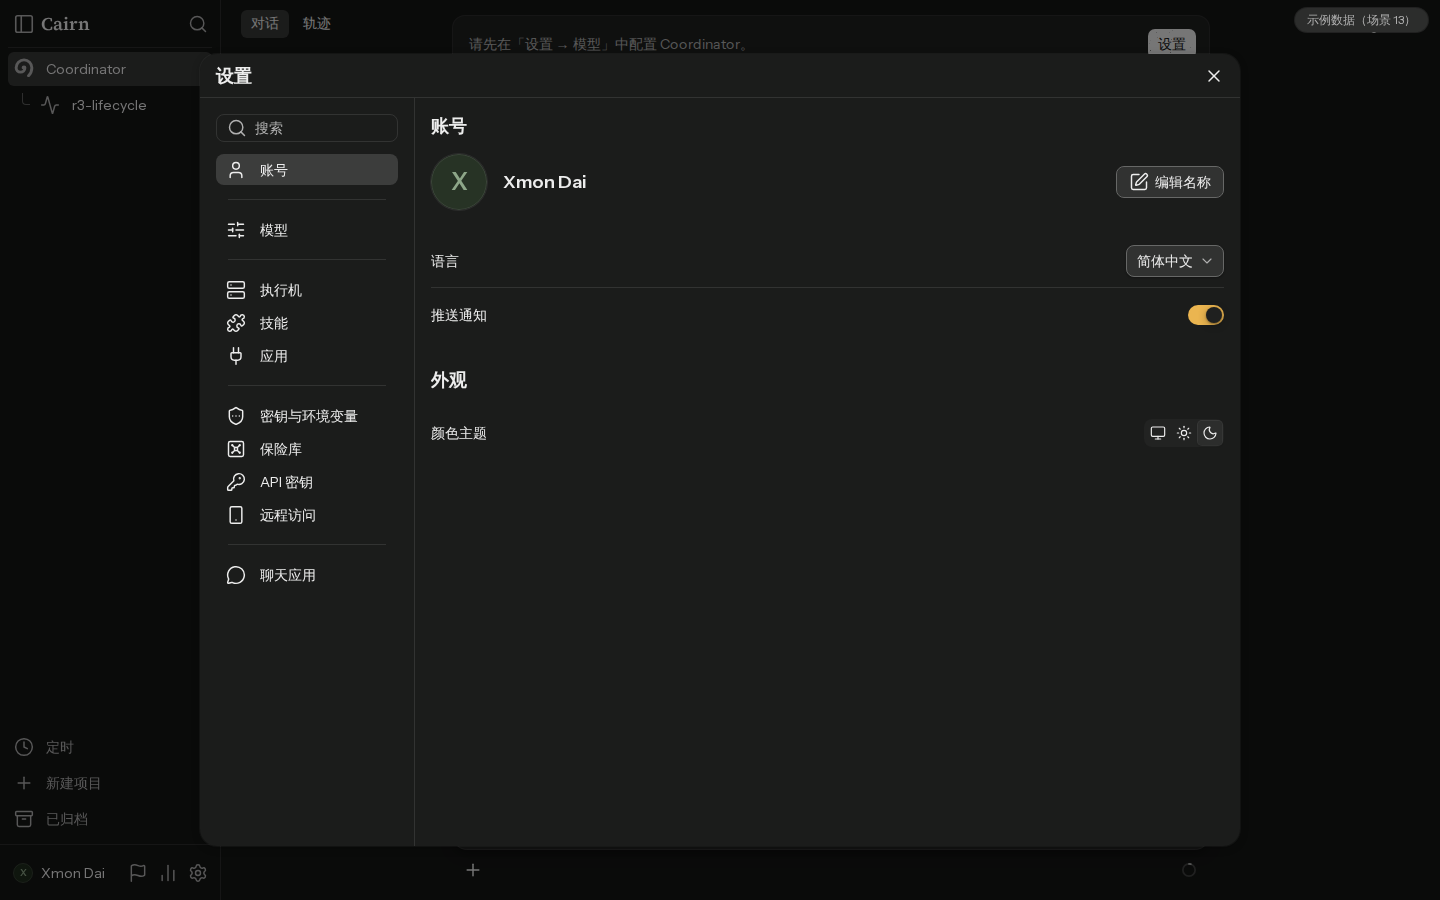 Cairn
对话
轨迹
示例数据（场景 13）
请先在「设置 → 模型」中配置 Coordinator。
设置
Coordinator
r3-lifecycle
设置
搜索
账号
模型
执行机
技能
应用
密钥与环境变量
保险库
API 密钥
远程访问
聊天应用
账号
X
Xmon Dai
编辑名称
语言
简体中文
推送通知
外观
颜色主题
定时
新建项目
已归档
X
Xmon Dai